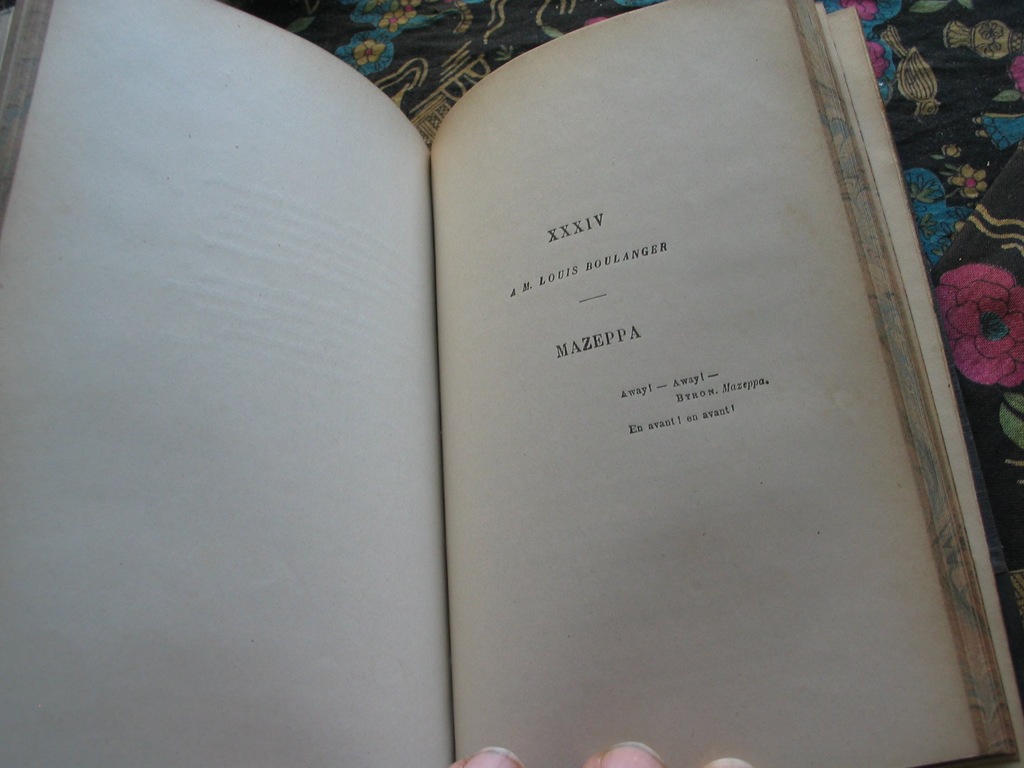 XXXIV
A M. LOUIS BOULANGER
MAZEPPA
Away! — Away! —
BYRON. Mazeppa.
En avant! en avant!